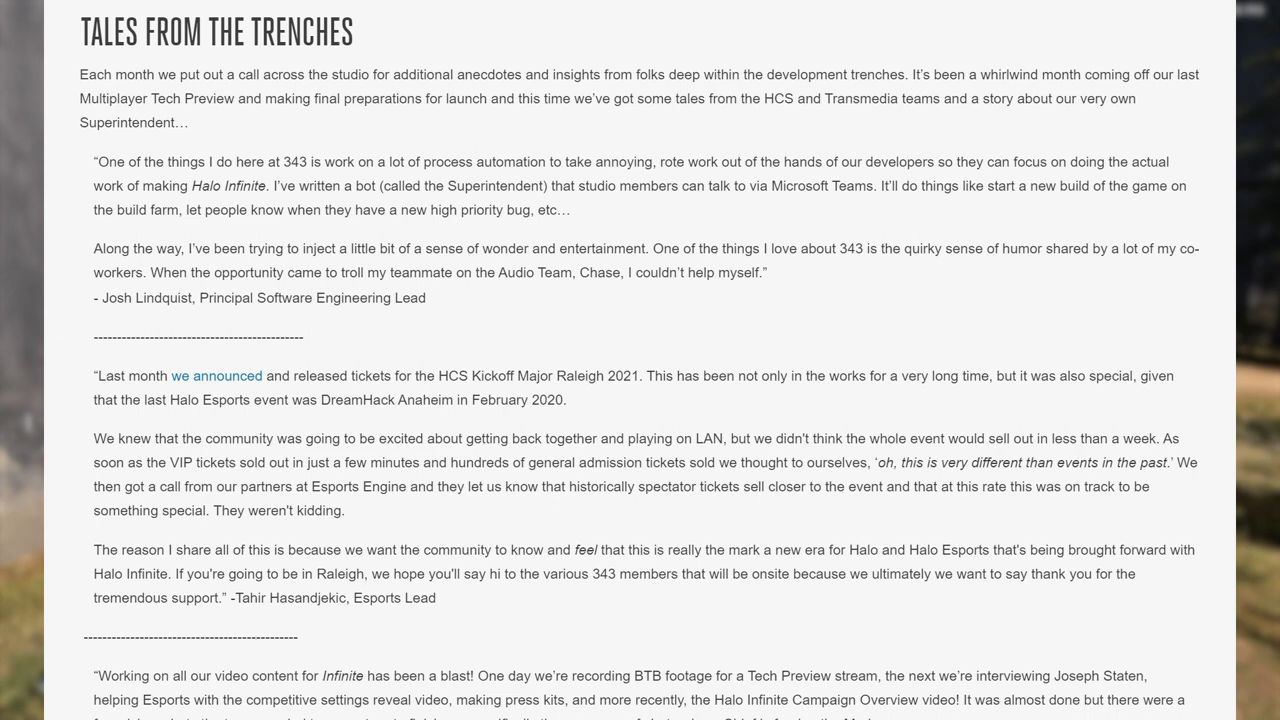 TALES FROM THE TRENCHES
Each month we put out a call across the studio for additional anecdotes and insights from folks deep within the development trenches. It’s been a whirlwind month coming off our last
Multiplayer Tech Preview and making final preparations for launch and this time we’ve got some tales from the HCS and Transmedia teams and a story about our very own
Superintendent…
“One of the things I do here at 343 is work on a lot of process automation to take annoying, rote work out of the hands of our developers so they can focus on doing the actual
work of making Halo Infinite. I’ve written a bot (called the Superintendent) that studio members can talk to via Microsoft Teams. It’ll do things like start a new build of the game on
the build farm, let people know when they have a new high priority bug, etc…
Along the way, I’ve been trying to inject a little bit of a sense of wonder and entertainment. One of the things I love about 343 is the quirky sense of humor shared by a lot of my co-
workers. When the opportunity came to troll my teammate on the Audio Team, Chase, I couldn’t help myself.”
- Josh Lindquist, Principal Software Engineering Lead
---------------------------------------------
“Last month we announced and released tickets for the HCS Kickoff Major Raleigh 2021. This has been not only in the works for a very long time, but it was also special, given
that the last Halo Esports event was DreamHack Anaheim in February 2020.
We knew that the community was going to be excited about getting back together and playing on LAN, but we didn't think the whole event would sell out in less than a week. As
soon as the VIP tickets sold out in just a few minutes and hundreds of general admission tickets sold we thought to ourselves, ‘oh, this is very different than events in the past.’ We
then got a call from our partners at Esports Engine and they let us know that historically spectator tickets sell closer to the event and that at this rate this was on track to be
something special. They weren't kidding.
The reason I share all of this is because we want the community to know and feel that this is really the mark a new era for Halo and Halo Esports that's being brought forward with
Halo Infinite. If you're going to be in Raleigh, we hope you'll say hi to the various 343 members that will be onsite because we ultimately we want to say thank you for the
tremendous support.” -Tahir Hasandjekic, Esports Lead
----------------------------------------------
“Working on all our video content for Infinite has been a blast! One day we’re recording BTB footage for a Tech Preview stream, the next we’re interviewing Joseph Staten,
helping Esports with the competitive settings reveal video, making press kits, and more recently, the Halo Infinite Campaign Overview video! It was almost done but there were a